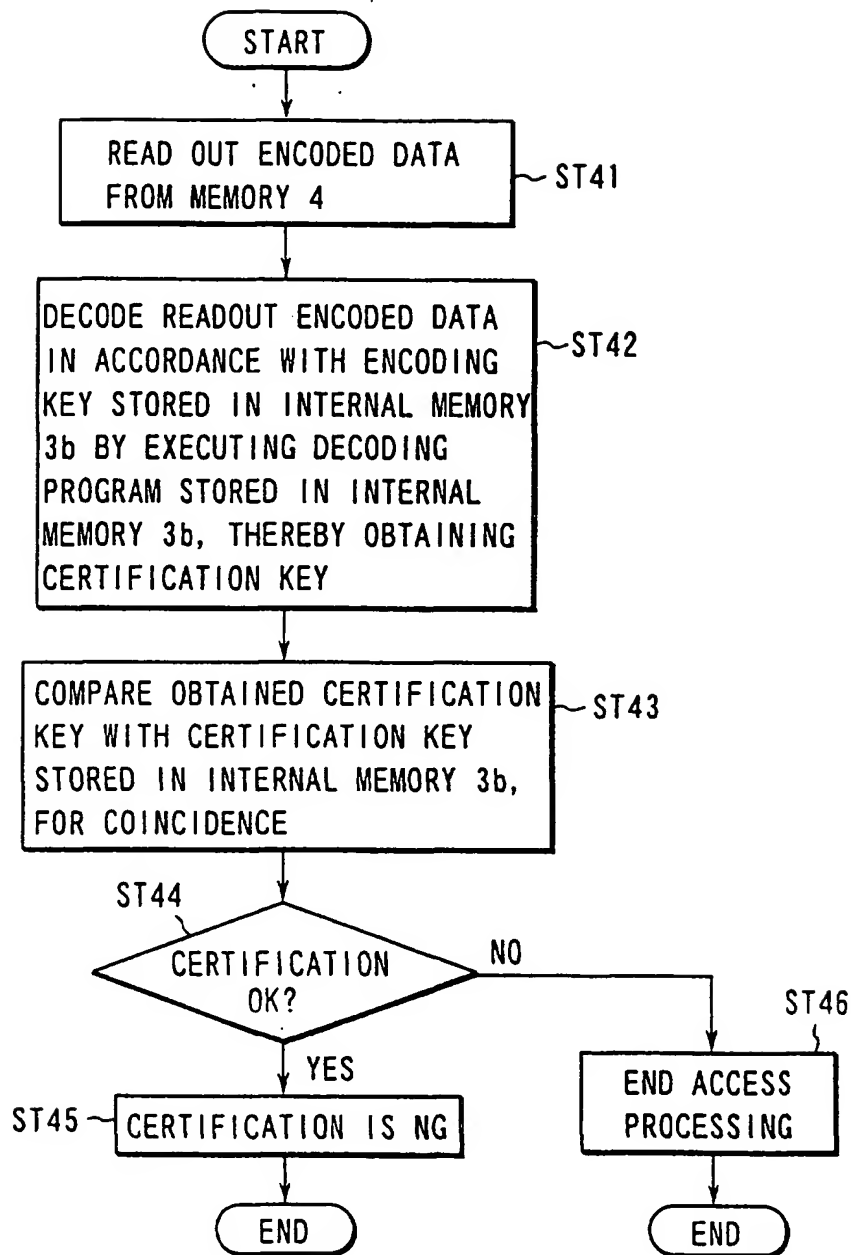 START
READ OUT ENCODED DATA
FROM MEMORY 4
ST41
DECODE READOUT ENCODED DATA
IN ACCORDANCE WITH ENCODING
KEY STORED IN INTERNAL MEMORY
3b BY EXECUTING DECODING
PROGRAM STORED IN INTERNAL
MEMORY 3b, THEREBY OBTAINING
CERTIFICATION KEY
ST42
COMPARE OBTAINED CERTIFICATION
KEY WITH CERTIFICATION KEY
STORED IN INTERNAL MEMORY 3b,
FOR COINCIDENCE
ST43
ST44
CERTIFICATION
OK?
NO
YES
ST45
CERTIFICATION IS NG
END
ST46
END ACCESS
PROCESSING
END